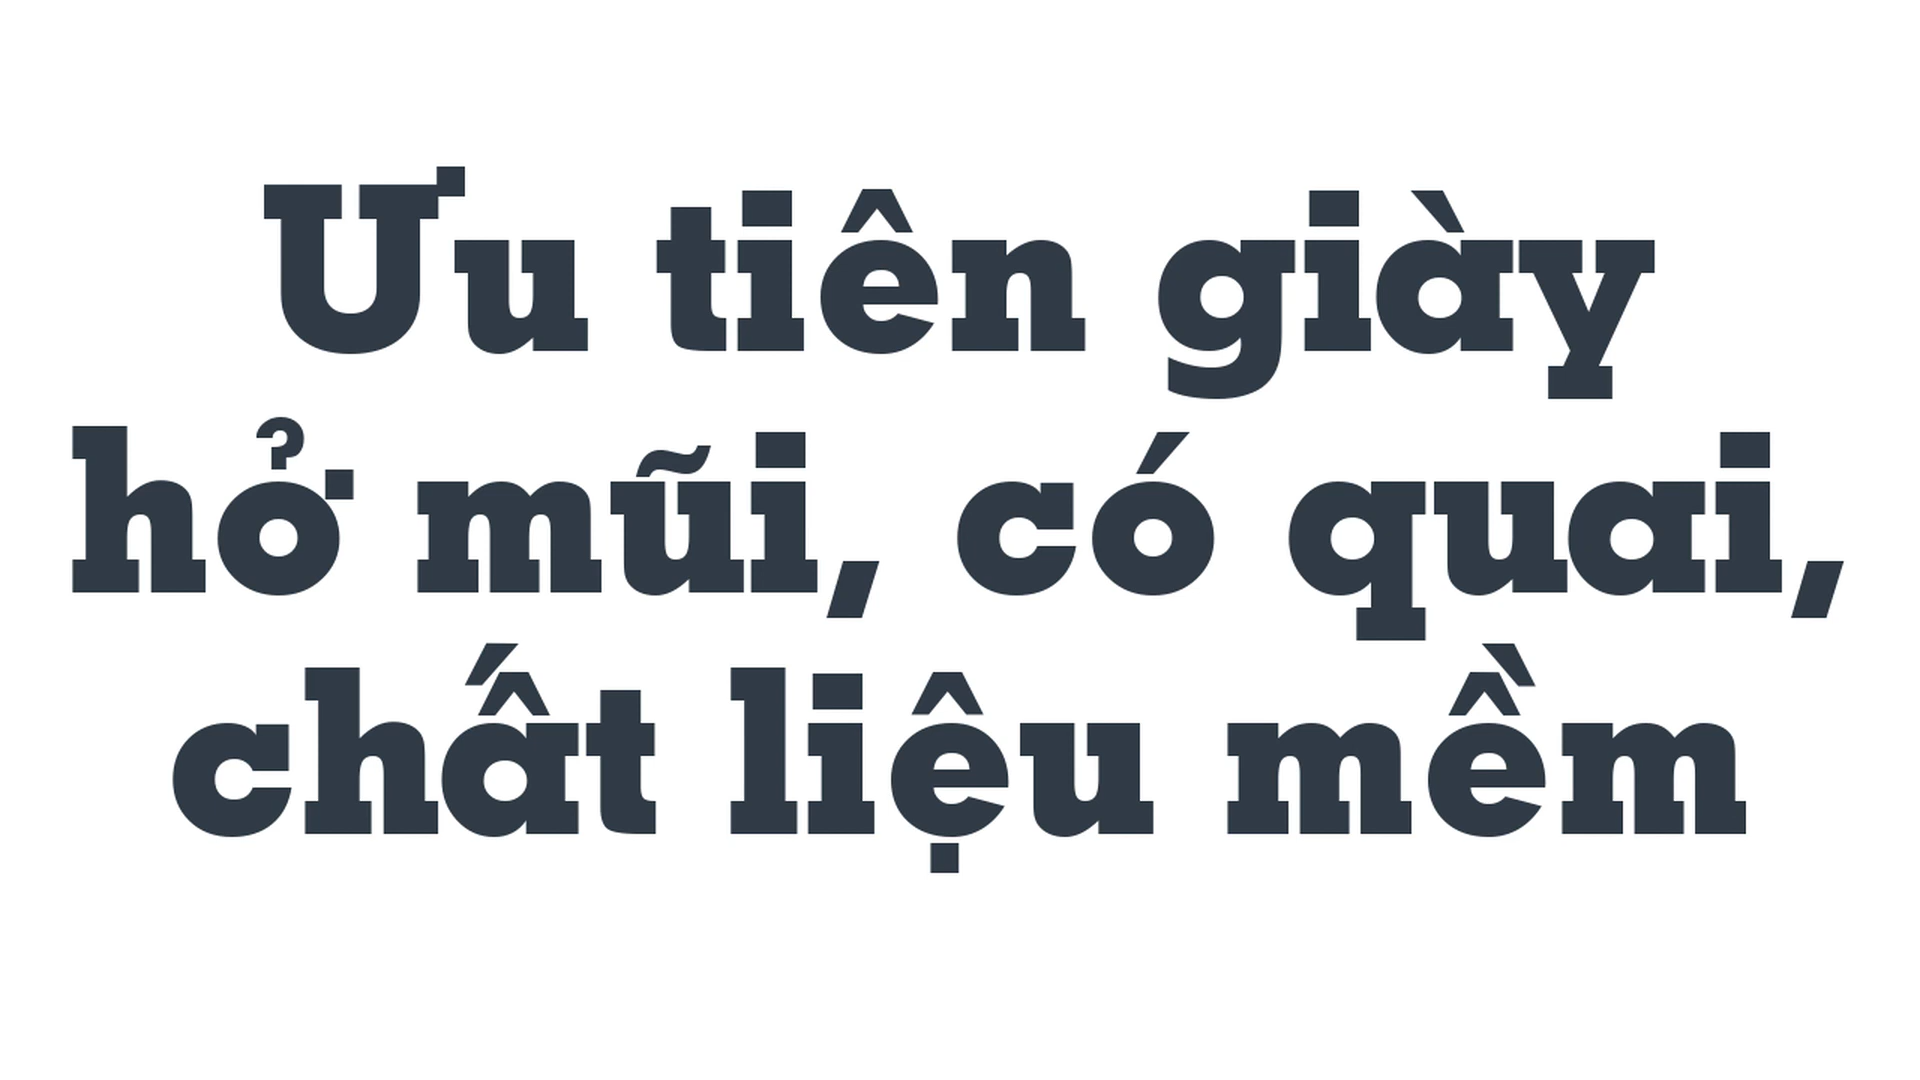 Ưu tiên giày
hở mũi, có quai,
chất liệu mềm